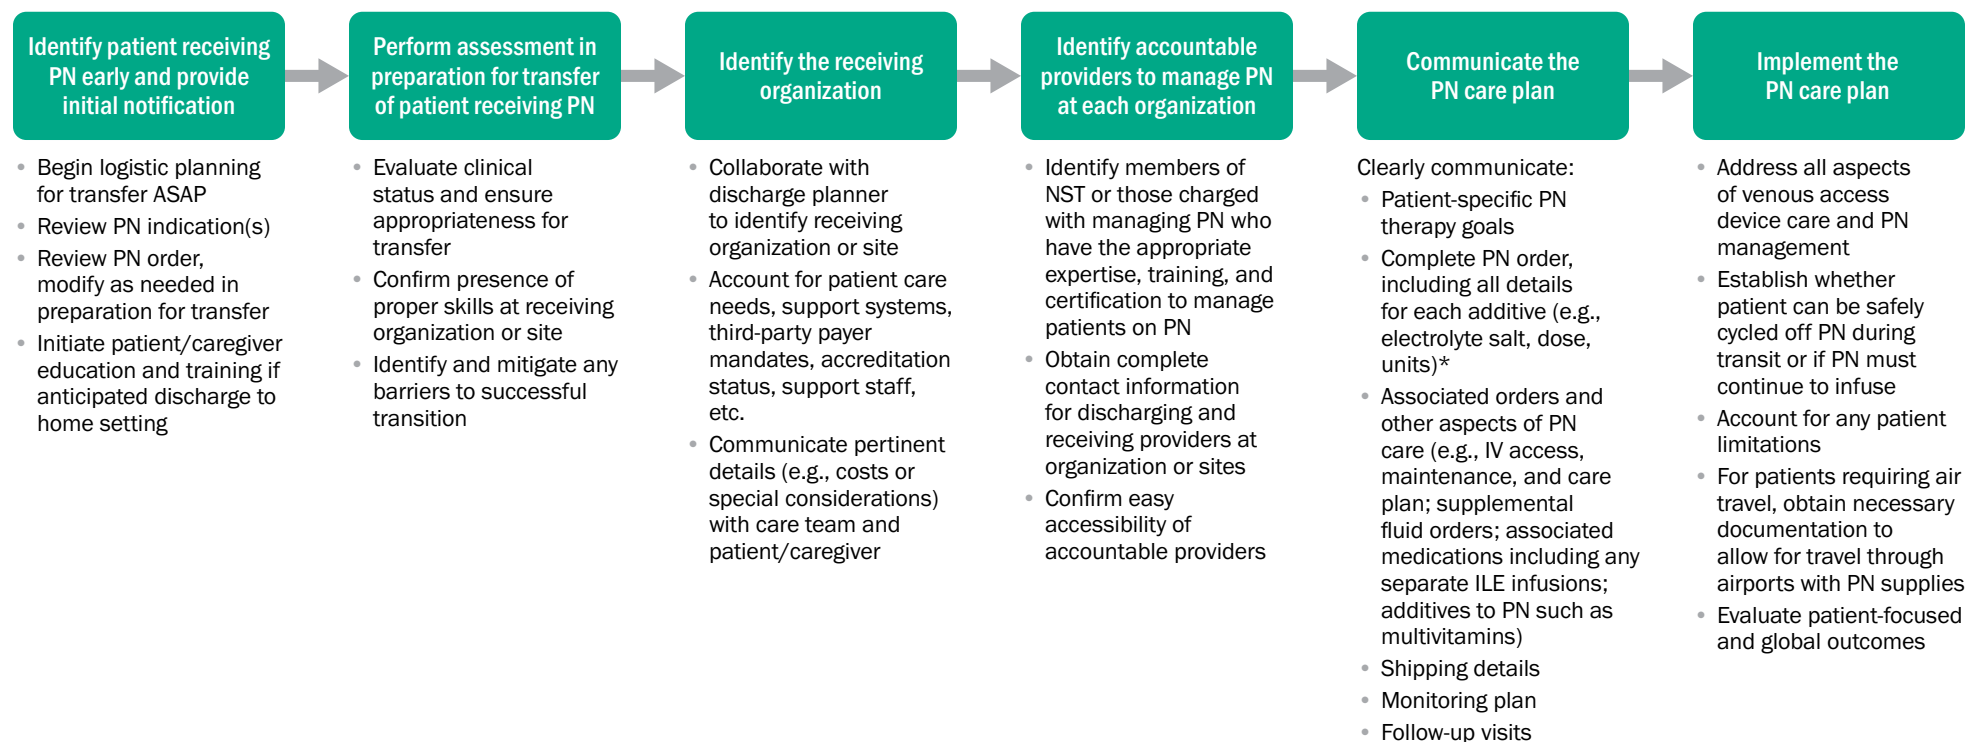 Identify patient receiving
PN early and provide
initial notification
• Begin logistic planning
for transfer ASAP
• Review PN indication(s)
• Review PN order,
modify as needed in
preparation for transfer
• Initiate patient/caregiver
education and training if
anticipated discharge to
home setting
Perform assessment in
preparation for transfer
of patient receiving PN
• Evaluate clinical
status and ensure
appropriateness for
transfer
• Confirm presence of
proper skills at receiving
organization or site
• Identify and mitigate any
barriers to successful
transition
Identify the receiving
organization
• Collaborate with
discharge planner
to identify receiving
organization or site
• Account for patient care
needs, support systems,
third-party payer
mandates, accreditation
status, support staff,
etc.
• Communicate pertinent
details (e.g., costs or
special considerations)
with care team and
patient/caregiver
Identify accountable
providers to manage PN
at each organization
• Identify members of
NST or those charged
with managing PN who
have the appropriate
expertise, training, and
certification to manage
patients on PN
• Obtain complete
contact information
for discharging and
receiving providers at
organization or sites
• Confirm easy
accessibility of
accountable providers
Communicate the
PN care plan
Clearly communicate:
• Patient-specific PN
therapy goals
• Complete PN order,
including all details
for each additive (e.g.,
electrolyte salt, dose,
units)*
• Associated orders and
other aspects of PN
care (e.g., IV access,
maintenance, and care
plan; supplemental
fluid orders; associated
medications including any
separate ILE infusions;
additives to PN such as
multivitamins)
• Shipping details
• Monitoring plan
• Follow-up visits
Implement the
PN care plan
• Address all aspects
of venous access
device care and PN
management
• Establish whether
patient can be safely
cycled off PN during
transit or if PN must
continue to infuse
• Account for any patient
limitations
• For patients requiring air
travel, obtain necessary
documentation to
allow for travel through
airports with PN supplies
• Evaluate patient-focused
and global outcomes